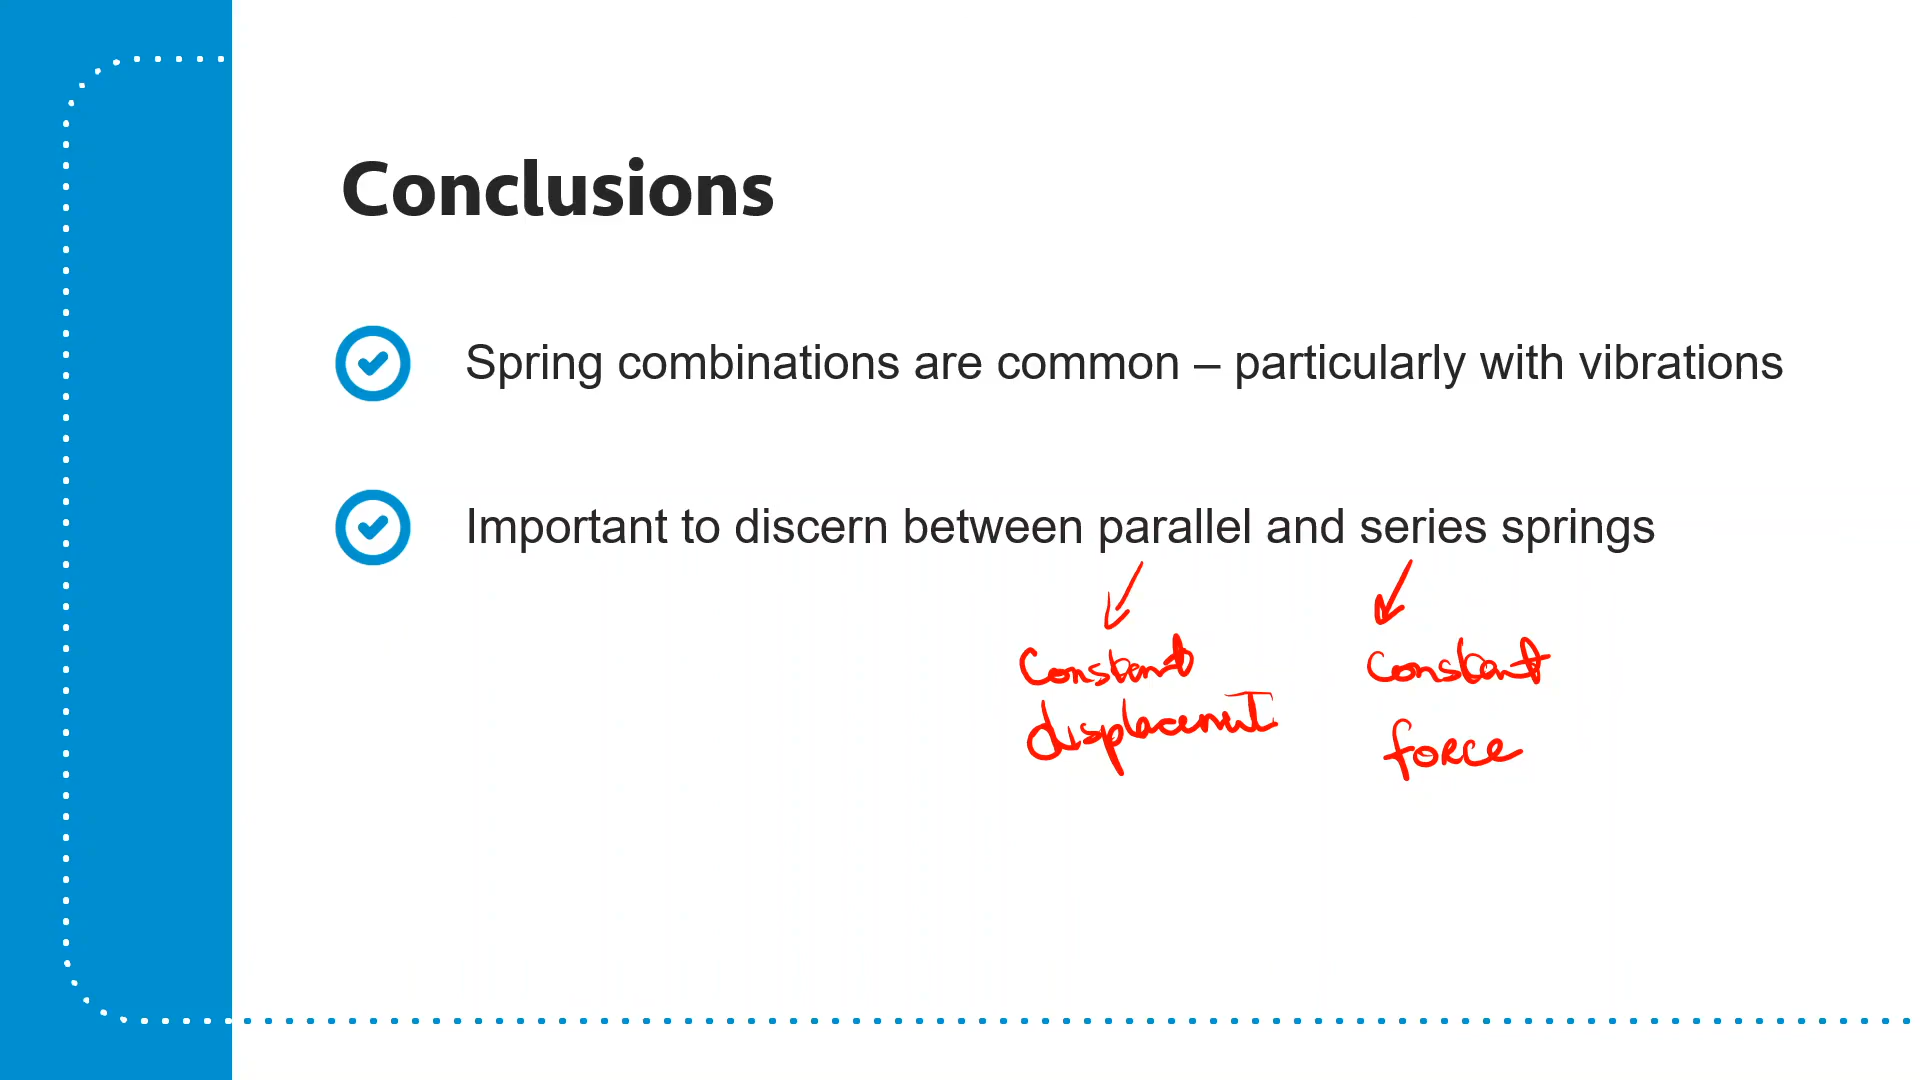 Conclusions
Spring combinations are common – particularly with vibrations
Important to discern between parallel and series springs
Constant
displacement
Constant
force